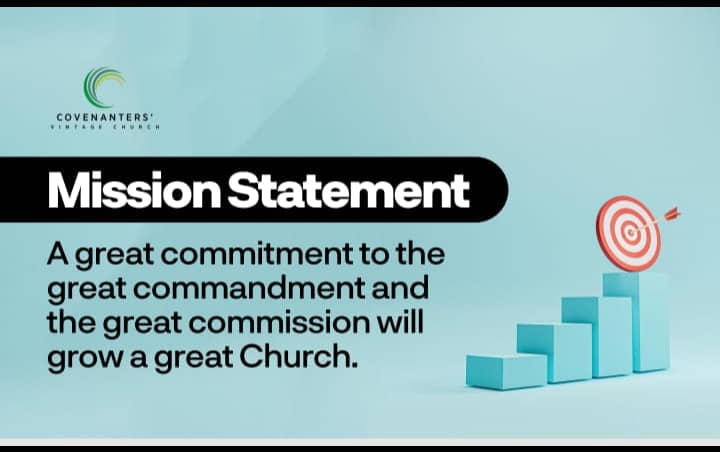 COVENANTERS'
VINTAGE CHURCH
Mission Statement
A great commitment to the
great commandment and
the great commission will
grow a great Church.